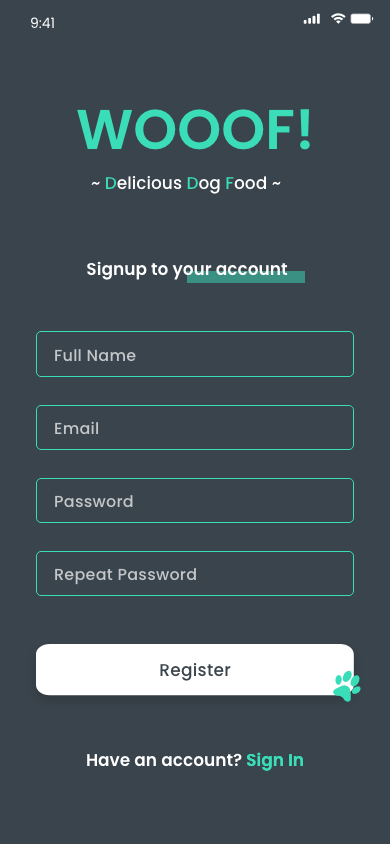 9:41
WOOOF!
~ Delicious Dog Food ~
Signup to your account
Full Name
Email
Password
Repeat Password
Register
Have an account? Sign In